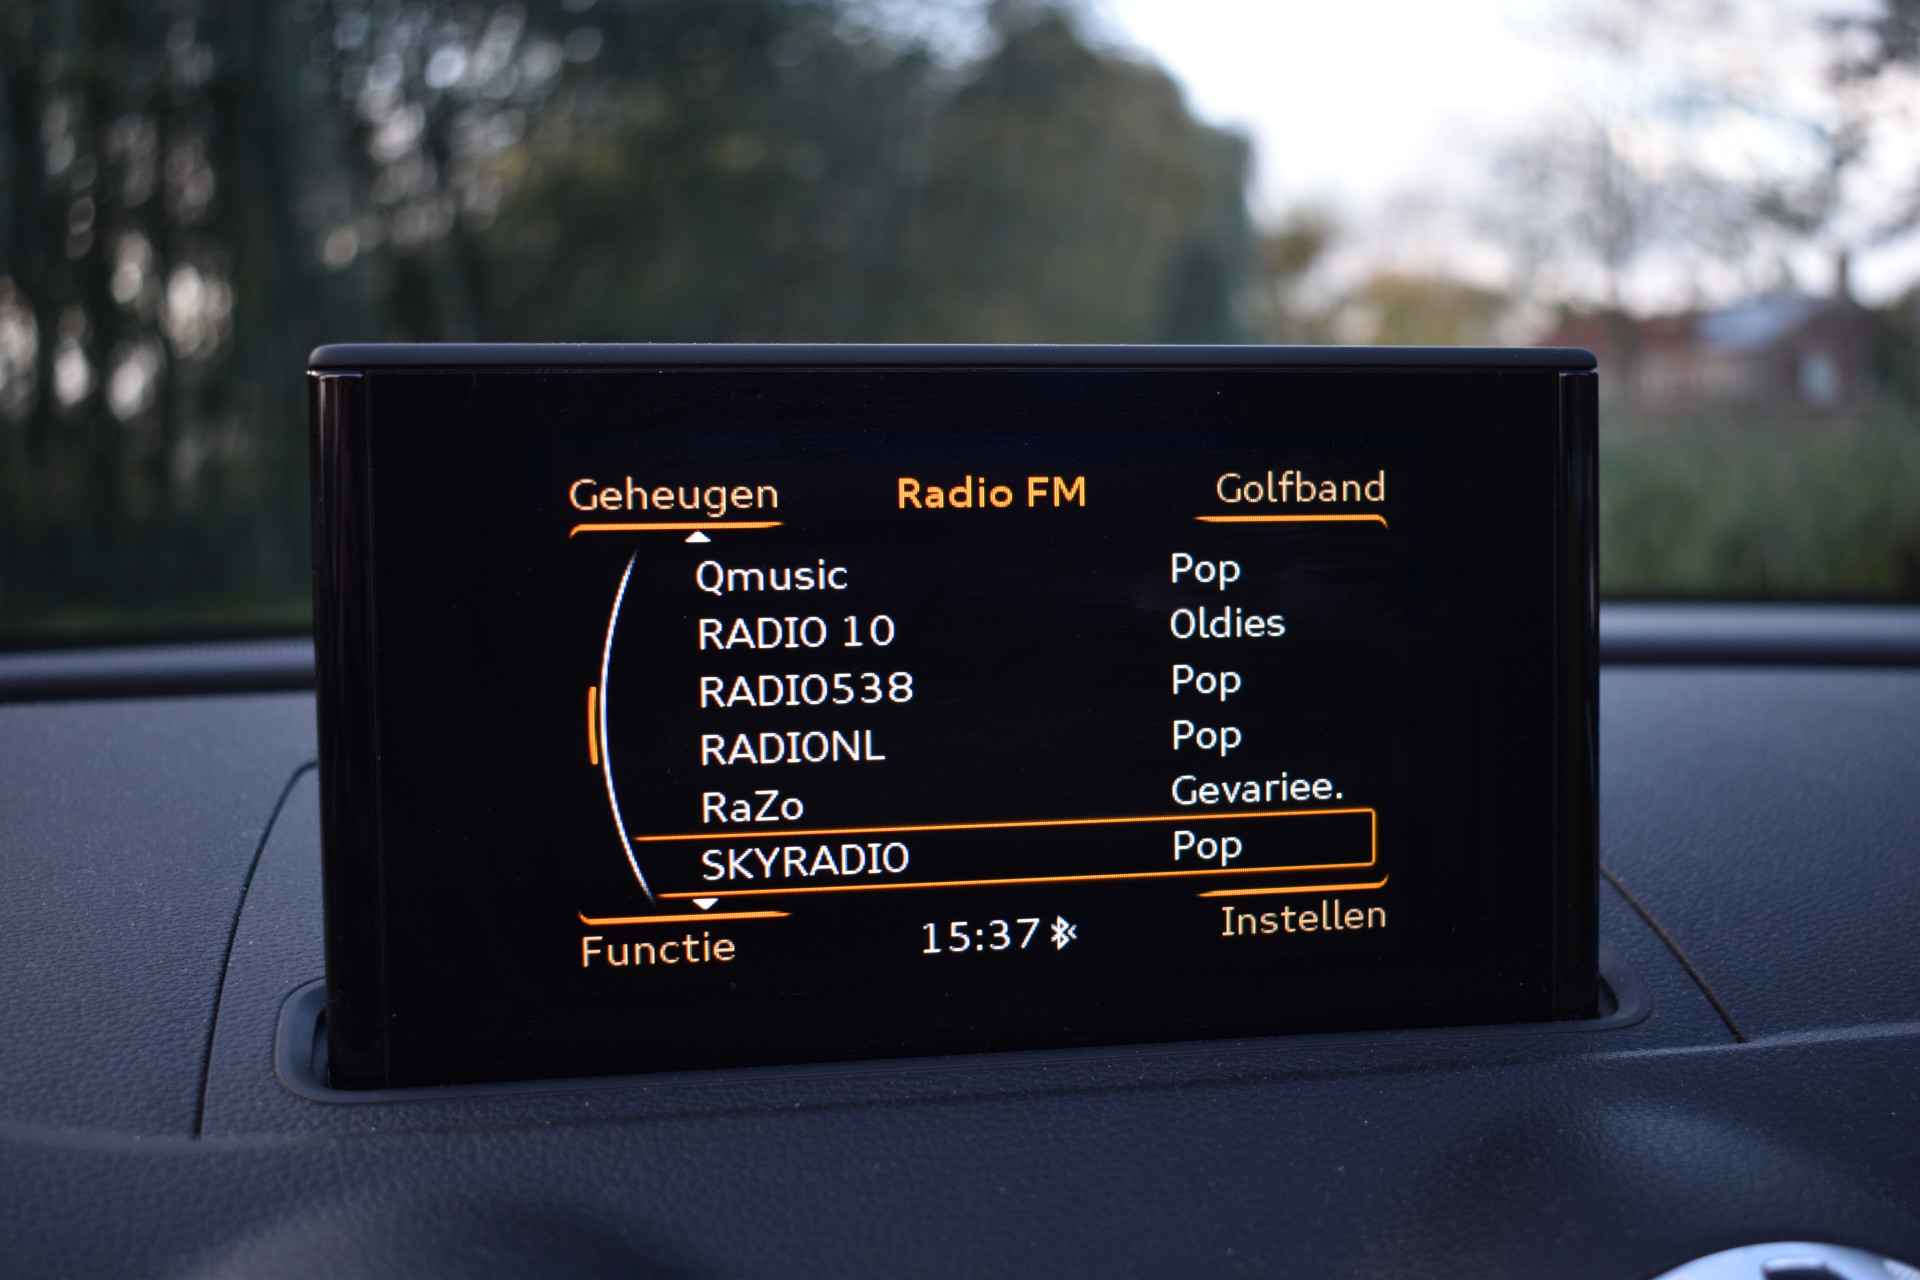 Geheugen Radio FM Golfband
Qmusic Pop
RADIO 10 Oldies
RADIO538 Pop
RADIONL Pop
RaZo Gevariee.
SKYRADIO Pop
Functie 15:37 Instellen